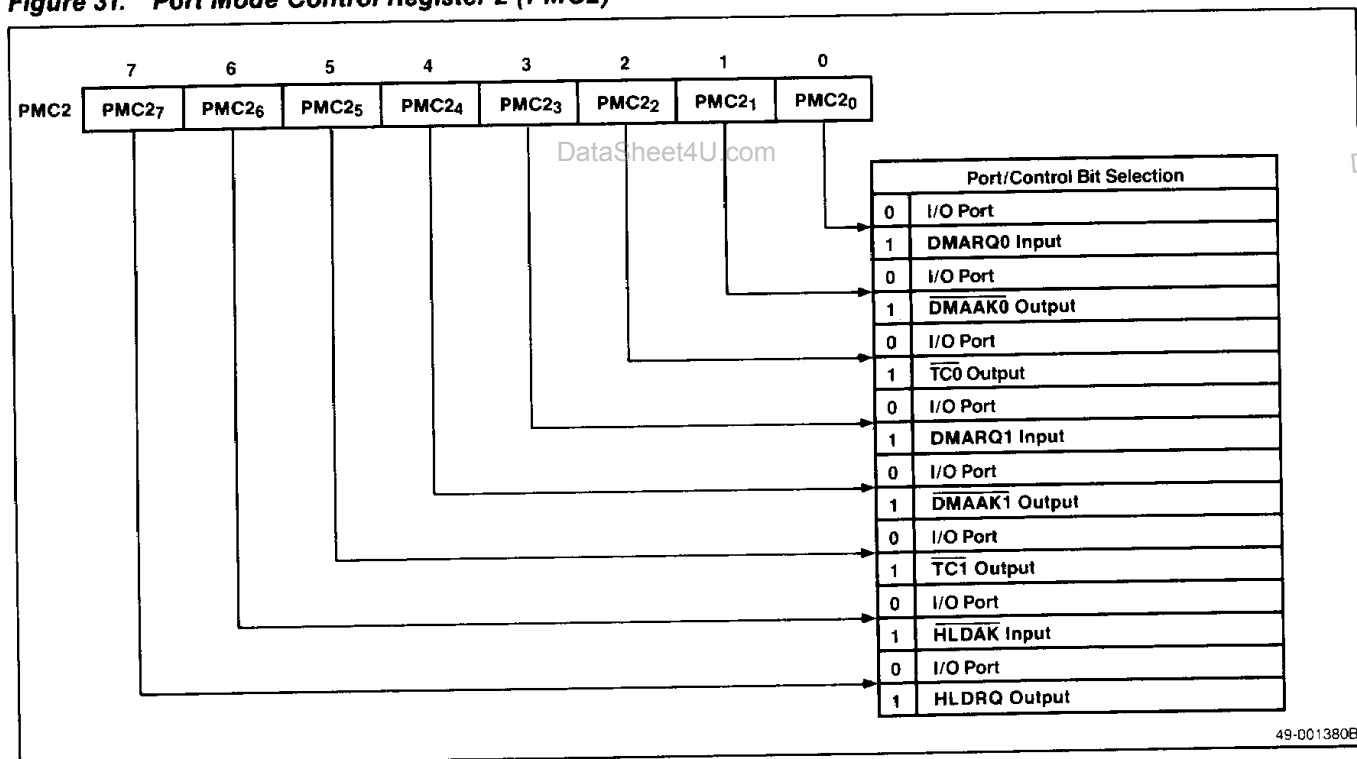 Figure 31. Port Mode Control Register 2 (PMC2)
7 6 5 4 3 2 1 0
PMC2 PMC27 PMC26 PMC25 PMC24 PMC23 PMC22 PMC21 PMC20
DataSheet4U.com
Port/Control Bit Selection
0 I/O Port
1 DMARQ0 Input
0 I/O Port
1 DMAAK0 Output
0 I/O Port
1 TC0 Output
0 I/O Port
1 DMARQ1 Input
0 I/O Port
1 DMAAK1 Output
0 I/O Port
1 TC1 Output
0 I/O Port
1 HLDAK Input
0 I/O Port
1 HLDRQ Output
49-001380B